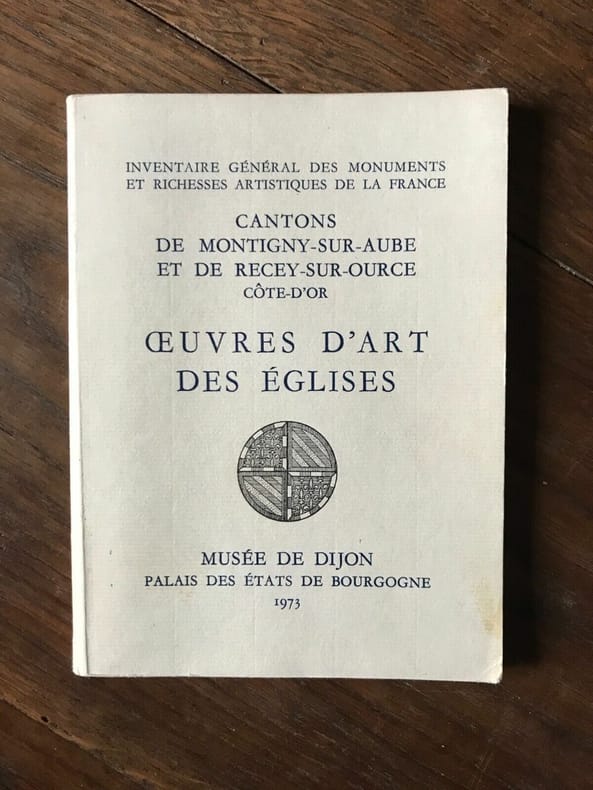 INVENTAIRE GÉNÉRAL DES MONUMENTS
ET RICHESSES ARTISTIQUES DE LA FRANCE
CANTONS
DE MONTIGNY-SUR-AUBE
ET DE RECEY-SUR-OURCE
CÔTE-D'OR
ŒUVRES D'ART
DES ÉGLISES
MUSÉE DE DIJON
PALAIS DES ÉTATS DE BOURGOGNE
1973